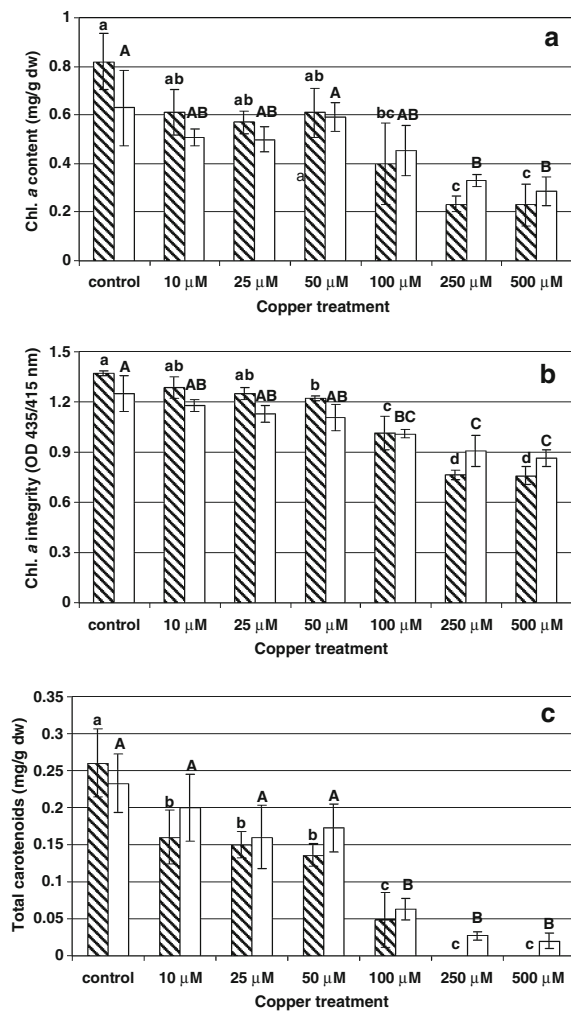 a
1
0.8
0.6
0.4
0.2
0
Chl. a content (mg/g dw)
a A ab AB ab AB ab A bc AB c B c B
a
control 10 μM 25 μM 50 μM 100 μM 250 μM 500 μM
Copper treatment
b
1.5
1.2
0.9
0.6
0.3
0
Chl. a integrity (OD 435/415 nm)
a A ab AB ab AB b AB c BC d C d C
control 10 μM 25 μM 50 μM 100 μM 250 μM 500 μM
Copper treatment
c
0.35
0.3
0.25
0.2
0.15
0.1
0.05
0
Total carotenoids (mg/g dw)
a A b A b A b A c B c B c B
control 10 μM 25 μM 50 μM 100 μM 250 μM 500 μM
Copper treatment